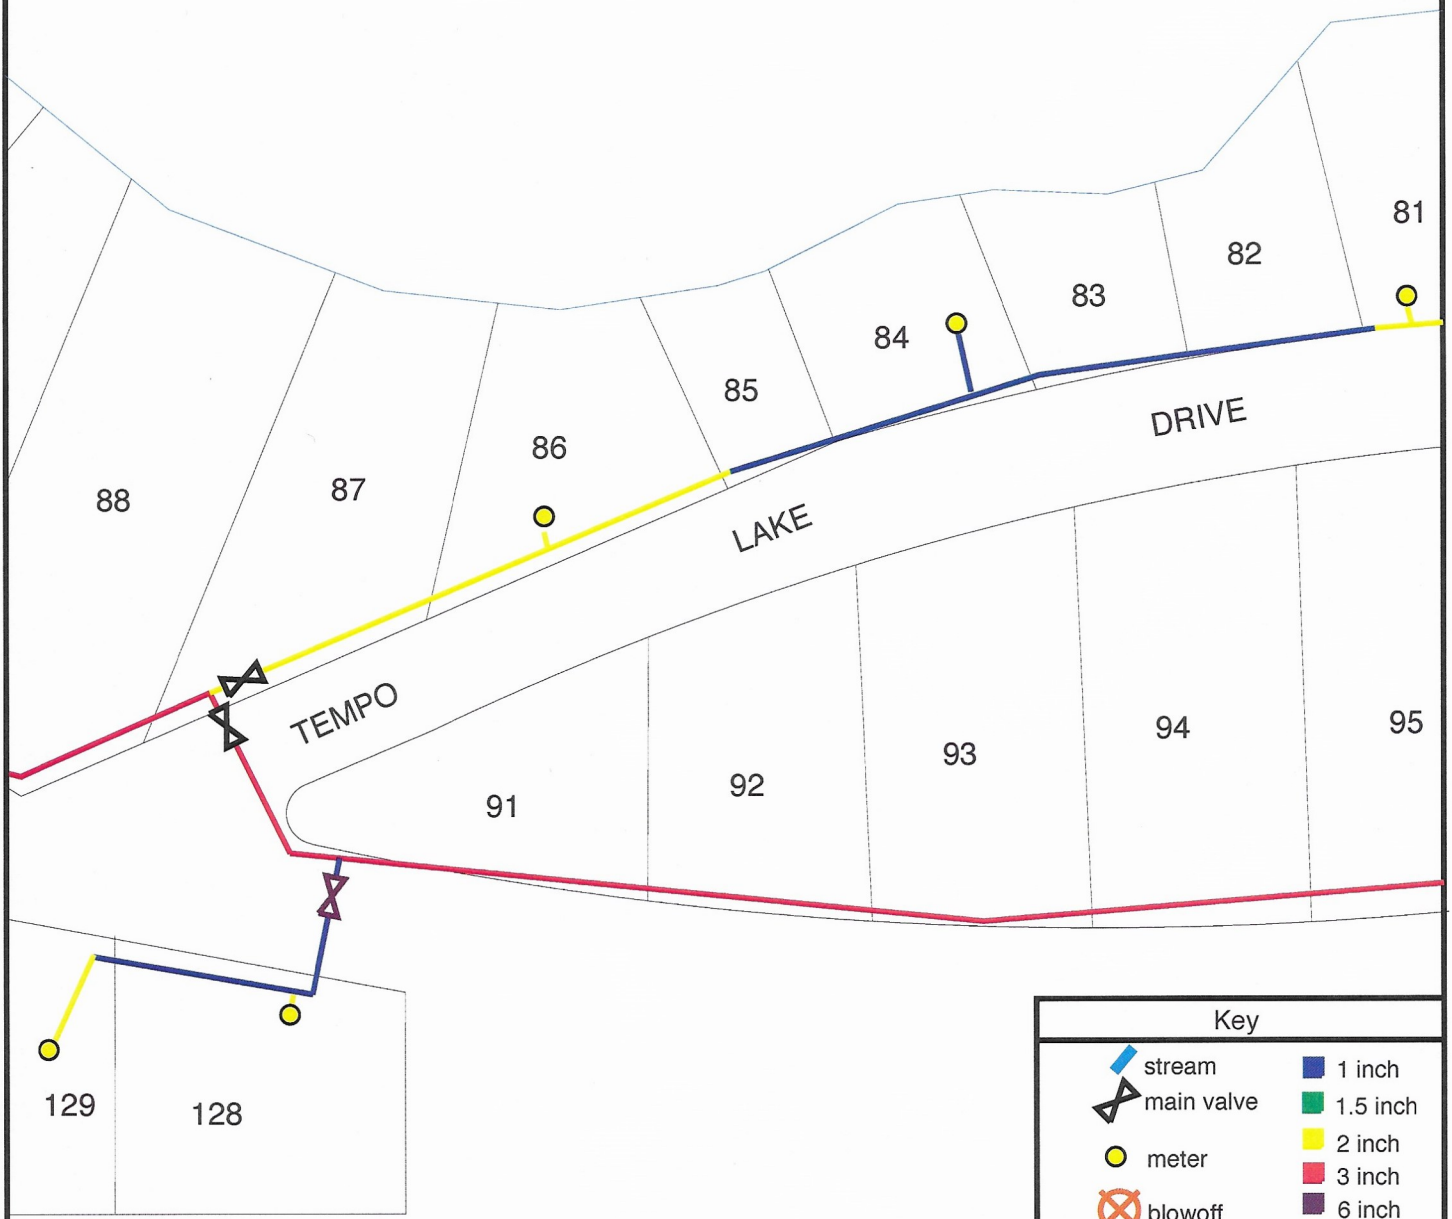 81
82
83
84
85
86
87
88
DRIVE
LAKE
TEMPO
95
94
93
92
91
129
128
Key
stream
main valve
meter
blowoff
1 inch
1.5 inch
2 inch
3 inch
6 inch